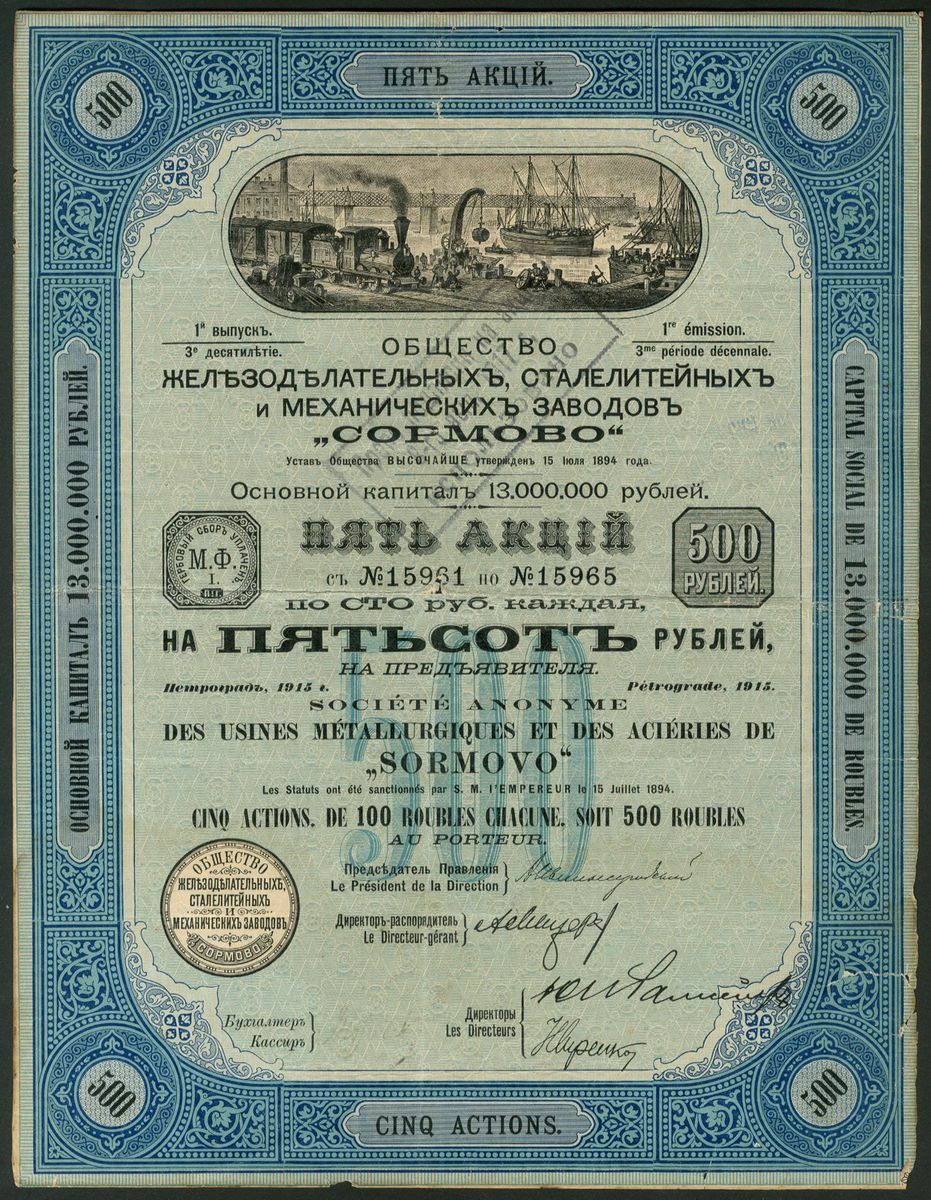 ПЯТЬ АКЦІЙ.
500
500
1й выпускъ.
3е десятилѣтіе.
1re émission.
3me période décennale.
ОБЩЕСТВО
ЖЕЛѢЗОДѢЛАТЕЛЬНЫХЪ, СТАЛЕЛИТЕЙНЫХЪ
и МЕХАНИЧЕСКИХЪ ЗАВОДОВЪ
„СОРМОВО“
Уставъ Общества ВЫСОЧАЙШЕ утвержденъ 15 Іюля 1894 года.
Основной капиталъ 13.000.000 рублей.
ПЯТЬ АКЦІЙ
съ №15961 по №15965
ГЕРБОВЫЙ СБОРЪ УПЛАЧЕНЪ.
М.Ф.
I.
500
РУБЛЕЙ.
по СТО руб. каждая,
НА ПЯТЬСОТЪ РУБЛЕЙ,
НА ПРЕДЪЯВИТЕЛЯ.
Петроградъ, 1915 г.
Pétrograde, 1915.
500
SOCIÉTÉ ANONYME
DES USINES MÉTALLURGIQUES ET DES ACIÉRIES DE
„SORMOVO“
Les Statuts ont été sanctionnés par S. M. l'EMPEREUR le 15 Juillet 1894.
CINQ ACTIONS. DE 100 ROUBLES CHACUNE. SOIT 500 ROUBLES
AU PORTEUR.
ОСНОВНОЙ КАПИТАЛЪ 13.000.000 РУБЛЕЙ.
CAPITAL SOCIAL DE 13.000.000 DE ROUBLES.
ОБЩЕСТВО
ЖЕЛѢЗОДѢЛАТЕЛЬНЫХЪ,
СТАЛЕЛИТЕЙНЫХЪ
И
МЕХАНИЧЕСКИХЪ ЗАВОДОВЪ
СОРМОВО
Предсѣдатель Правленія
Le Président de la Direction
Директоръ-распорядитель
Le Directeur-gérant
Директоры
Les Directeurs
Бухгалтеръ
Кассиръ
500
500
CINQ ACTIONS.